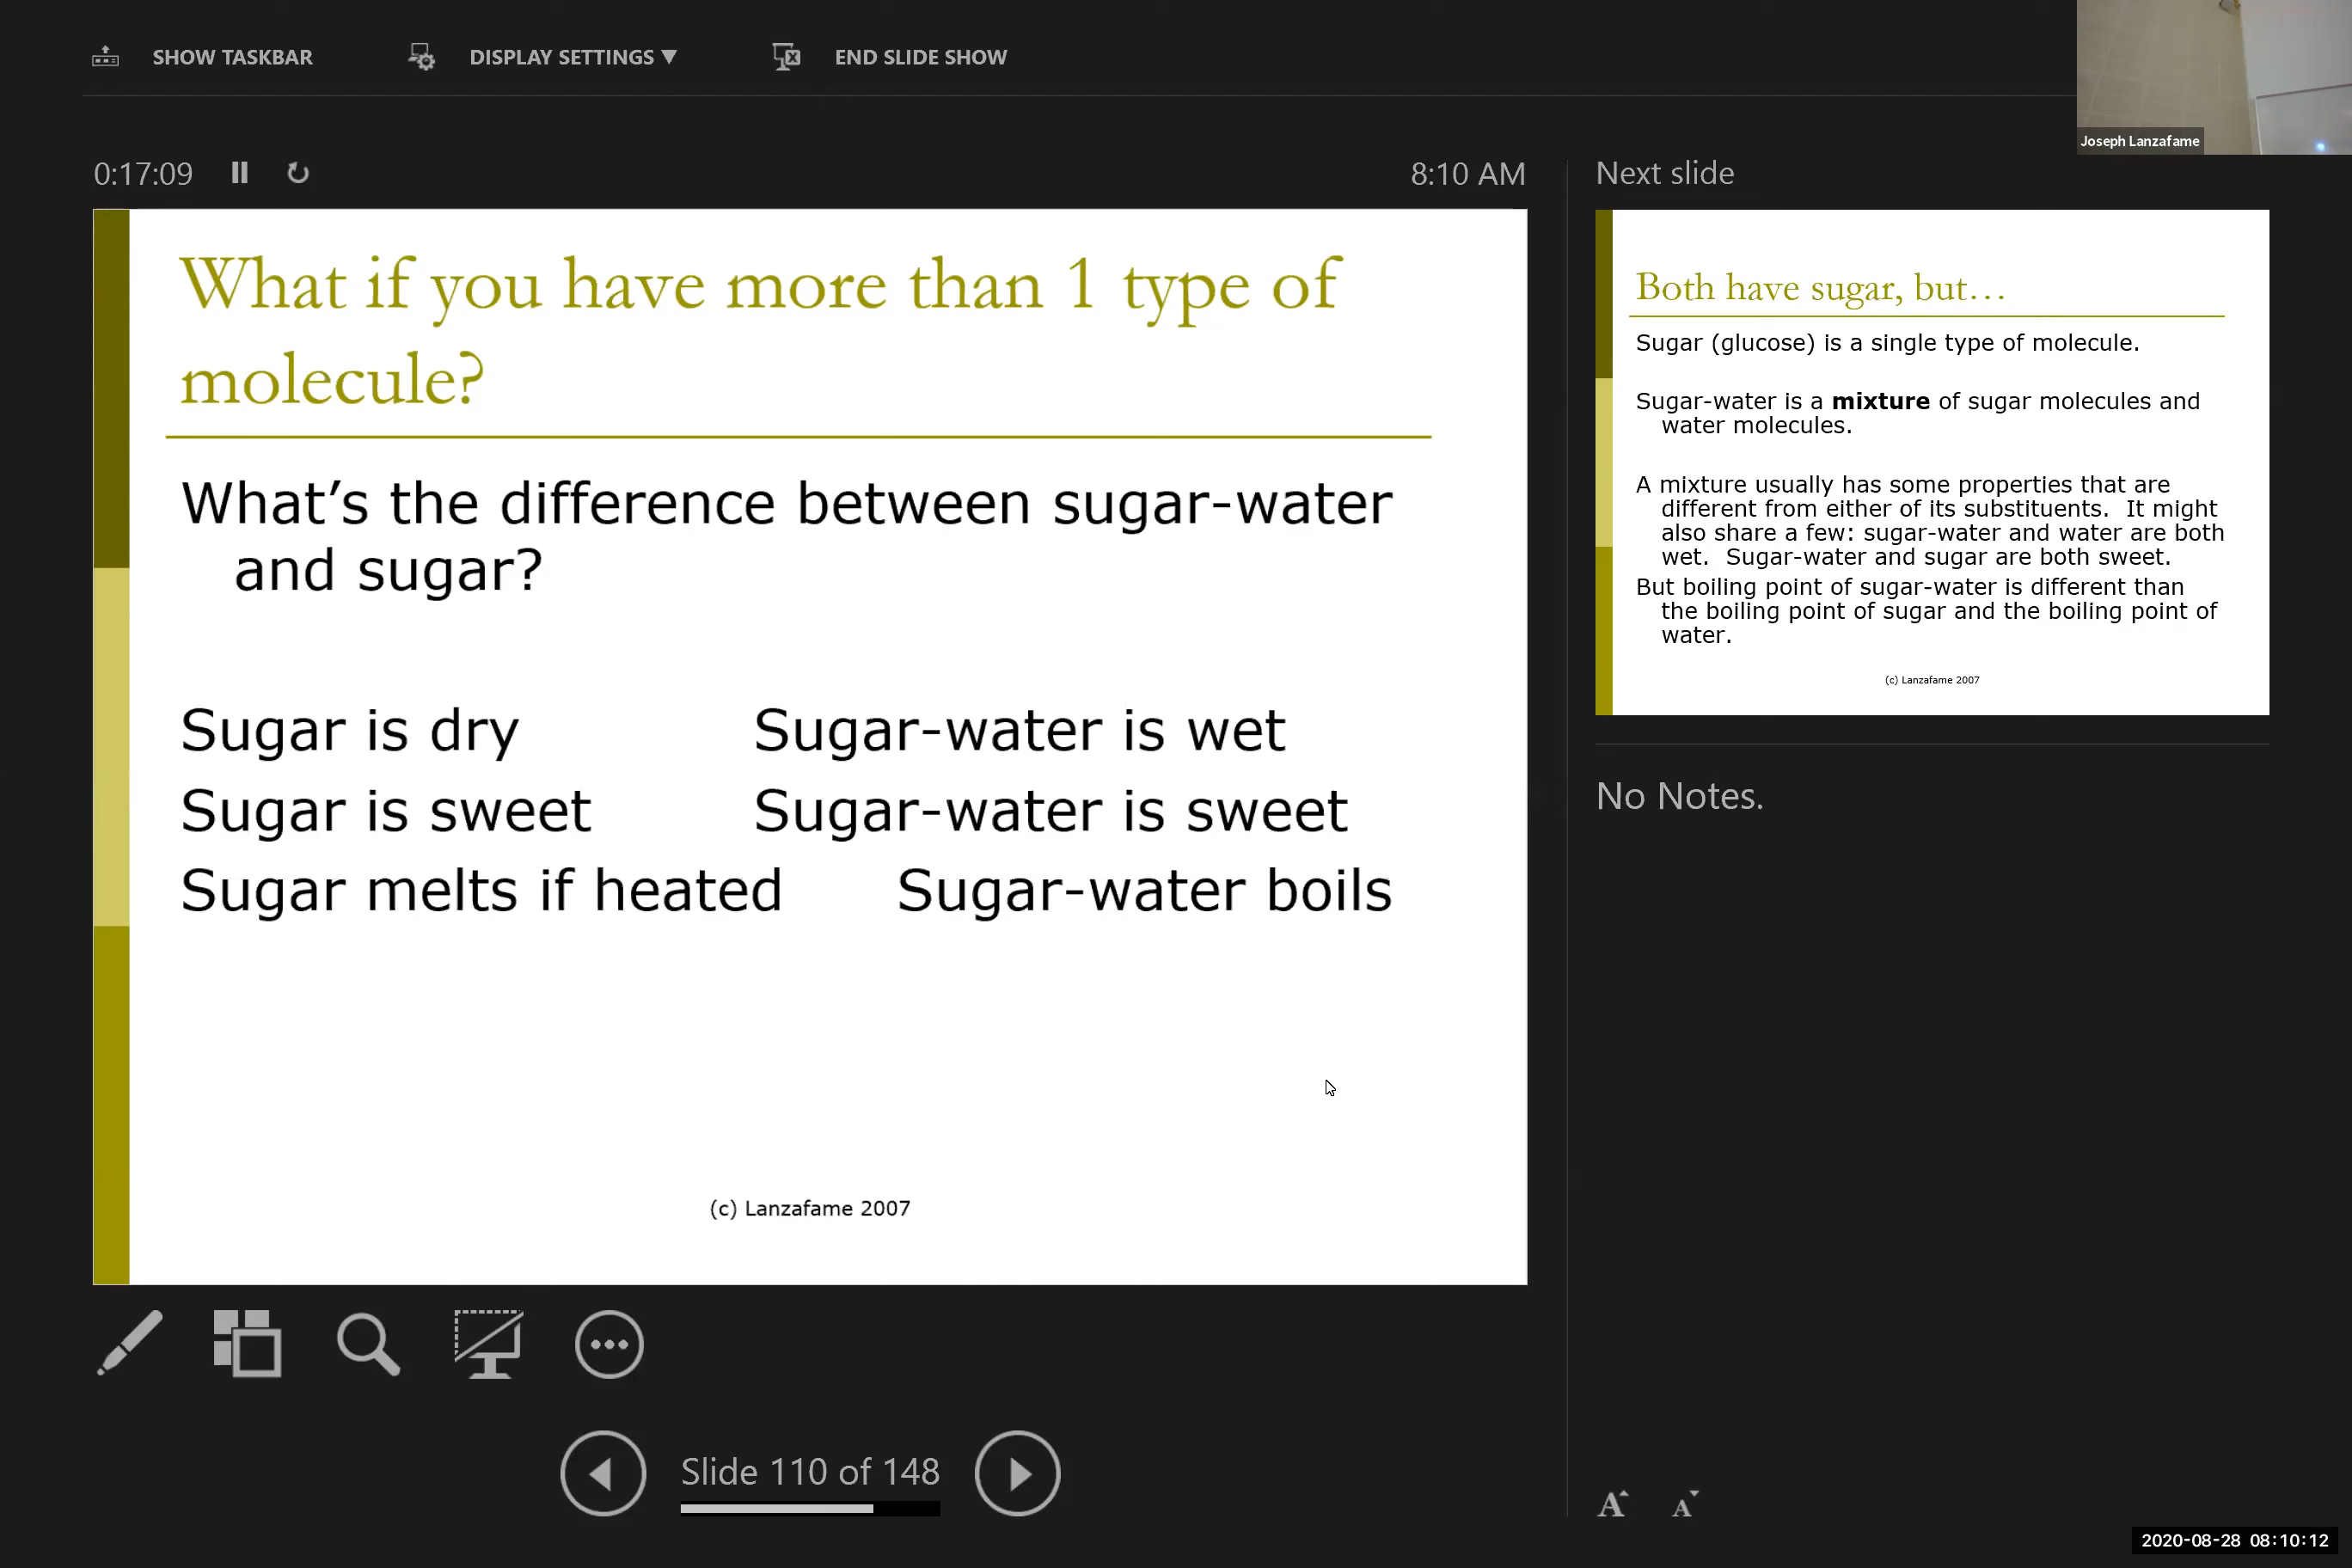 SHOW TASKBAR
DISPLAY SETTINGS ▼
END SLIDE SHOW
Joseph Lanzafame
0:17:09
8:10 AM
Next slide
What if you have more than 1 type of
molecule?
What’s the difference between sugar-water
and sugar?
Sugar is dry Sugar-water is wet
Sugar is sweet Sugar-water is sweet
Sugar melts if heated Sugar-water boils
(c) Lanzafame 2007
Both have sugar, but…
Sugar (glucose) is a single type of molecule.
Sugar-water is a mixture of sugar molecules and
water molecules.
A mixture usually has some properties that are
different from either of its substituents. It might
also share a few: sugar-water and water are both
wet. Sugar-water and sugar are both sweet.
But boiling point of sugar-water is different than
the boiling point of sugar and the boiling point of
water.
(c) Lanzafame 2007
No Notes.
Slide 110 of 148
A A
2020-08-28 08:10:12